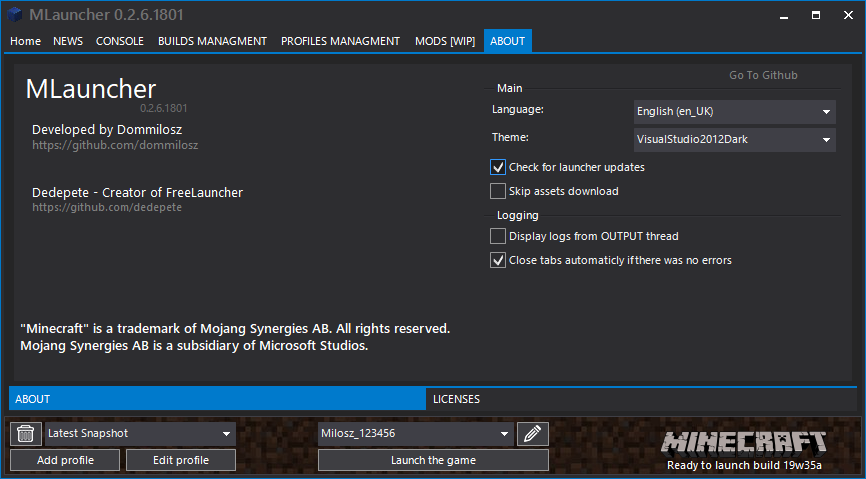 MLauncher 0.2.6.1801
Home NEWS CONSOLE BUILDS MANAGMENT PROFILES MANAGMENT MODS [WIP] ABOUT
MLauncher
0.2.6.1801
Developed by Dommilosz
https://github.com/dommilosz
Dedepete - Creator of FreeLauncher
https://github.com/dedepete
"Minecraft" is a trademark of Mojang Synergies AB. All rights reserved.
Mojang Synergies AB is a subsidiary of Microsoft Studios.
Go To Github
Main
Language: English (en_UK)
Theme: VisualStudio2012Dark
Check for launcher updates
Skip assets download
Logging
Display logs from OUTPUT thread
Close tabs automaticly if there was no errors
ABOUT LICENSES
Latest Snapshot
Add profile Edit profile
Milosz_123456
Launch the game
MINECRAFT
Ready to launch build 19w35a